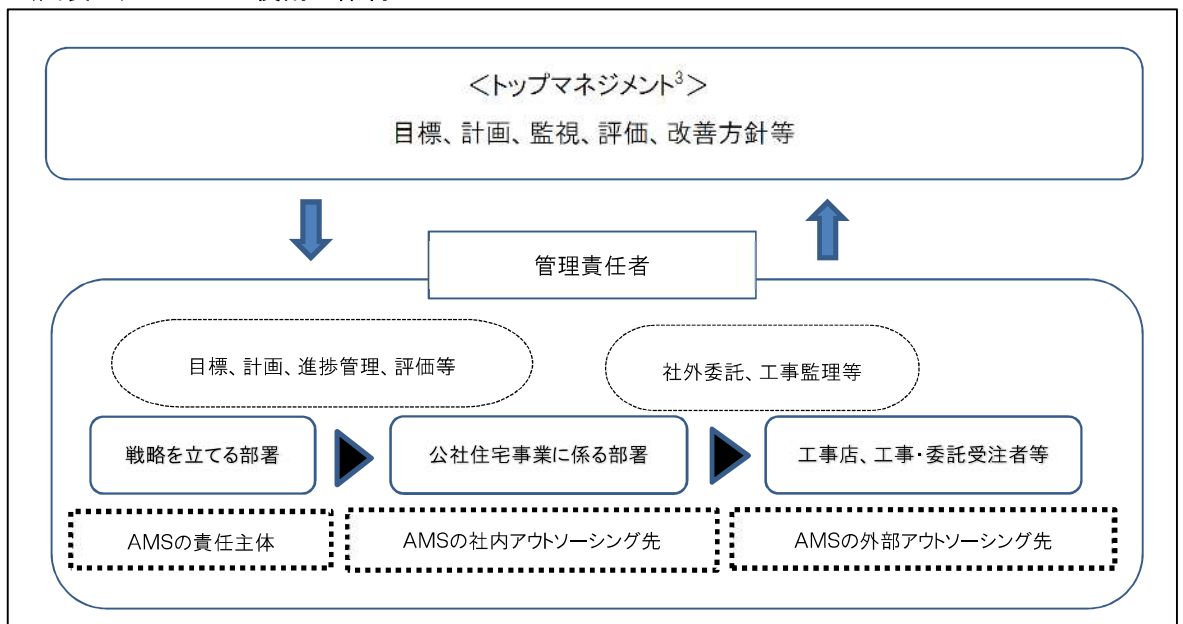 ＜トップマネジメント³＞
目標、計画、監視、評価、改善方針等
管理責任者
目標、計画、進捗管理、評価等
社外委託、工事監理等
戦略を立てる部署
公社住宅事業に係る部署
工事店、工事・委託受注者等
AMSの責任主体
AMSの社内アウトソーシング先
AMSの外部アウトソーシング先